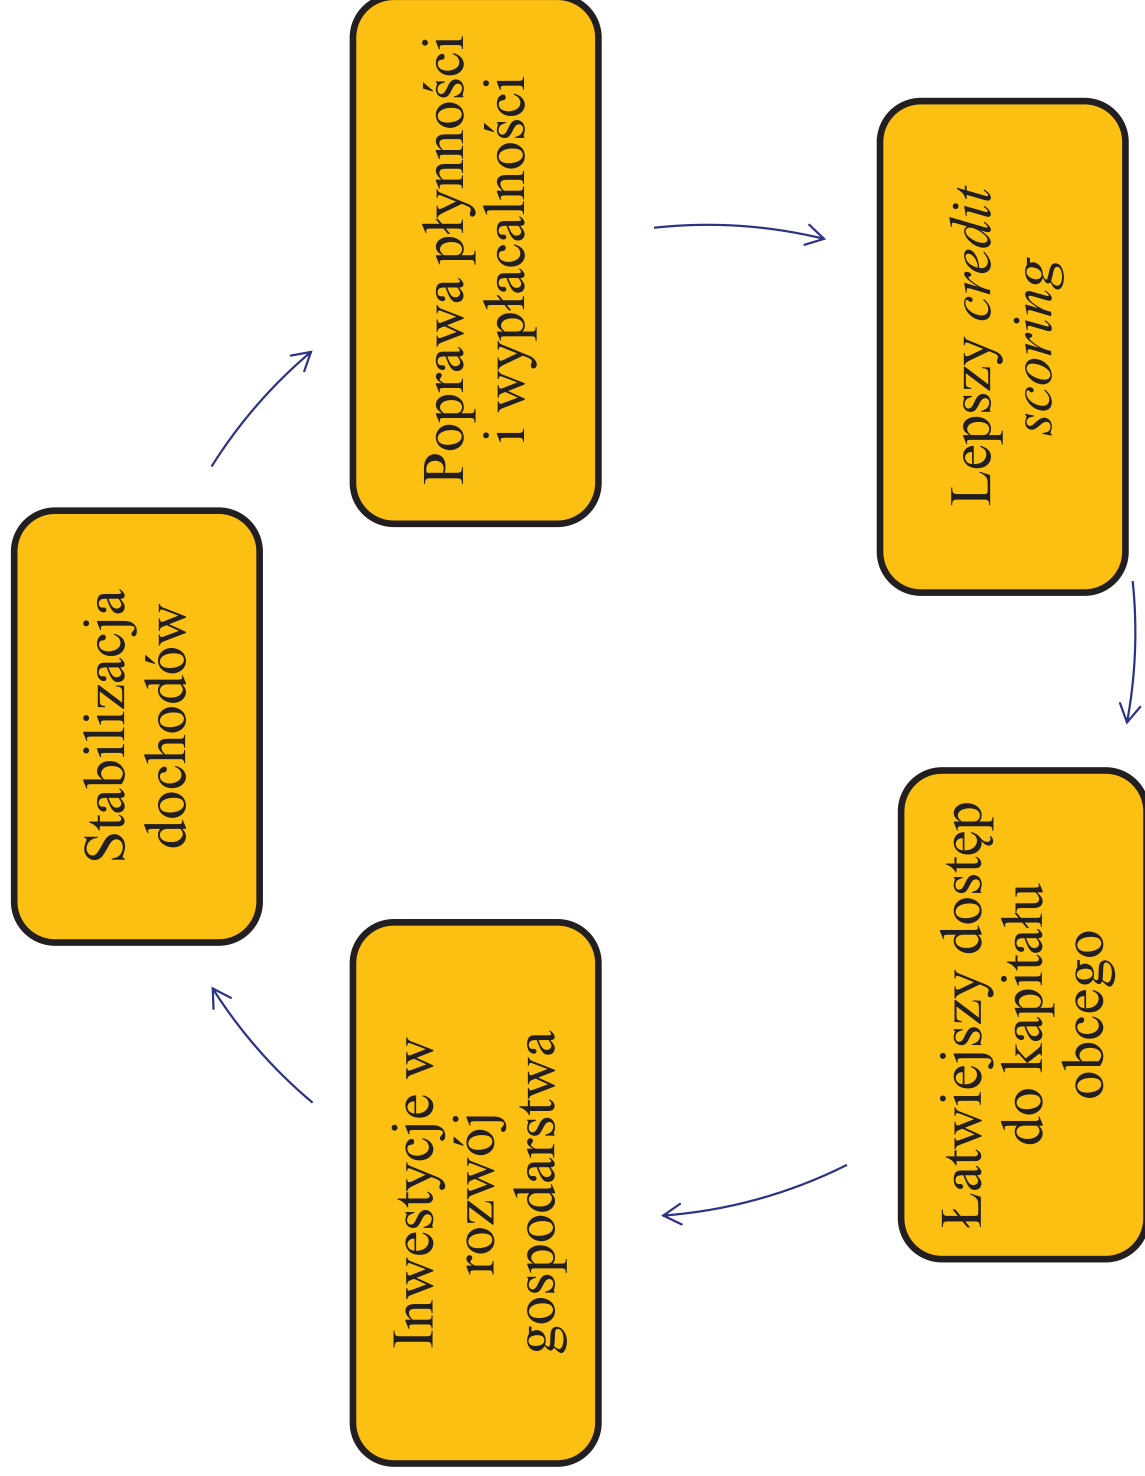 Stabilizacja
dochodów
Poprawa płynności
i wypłacalności
Lepszy credit
scoring
Łatwiejszy dostęp
do kapitału
obcego
Inwestycje w
rozwój
gospodarstwa